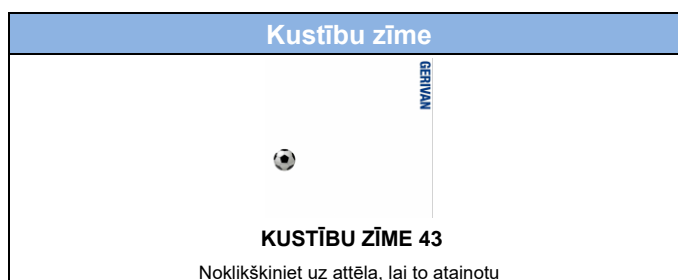 Kustību zīme
GERIVAN
KUSTĪBU ZĪME 43
Noklikšķiniet uz attēla, lai to atainotu